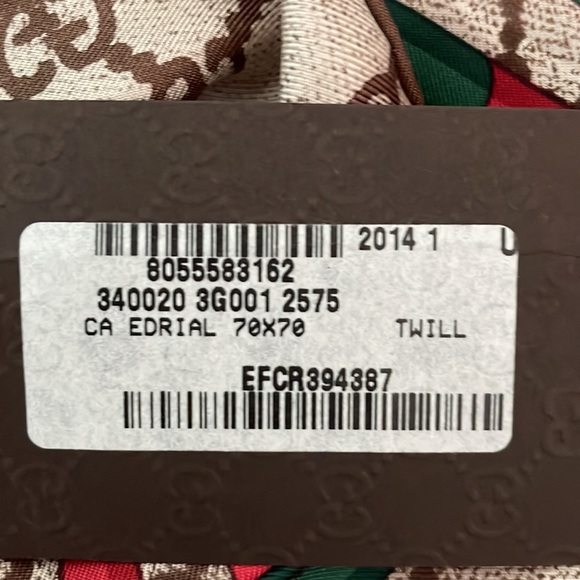 2014 1 U
8055583162
340020 3G001 2575
CA EDRIAL 70X70 TWILL
EFCR394387